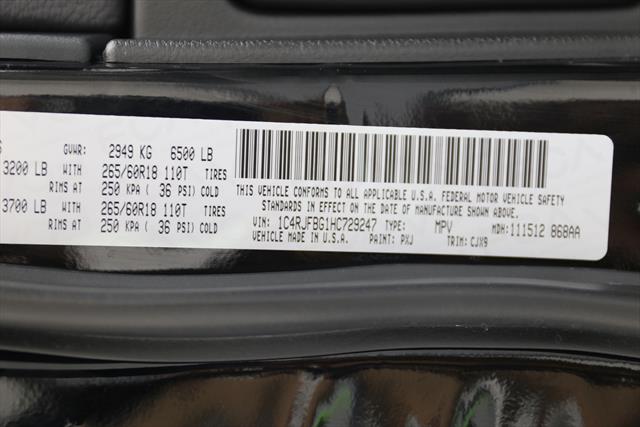 GVWR: 2949 KG 6500 LB
3200 LB WITH 265/60R18 110T TIRES
RIMS AT 250 KPA ( 36 PSI) COLD
3700 LB WITH 265/60R18 110T TIRES
RIMS AT 250 KPA ( 36 PSI) COLD
THIS VEHICLE CONFORMS TO ALL APPLICABLE U.S.A. FEDERAL MOTOR VEHICLE SAFETY
STANDARDS IN EFFECT ON THE DATE OF MANUFACTURE SHOWN ABOVE.
VIN: 1C4RJFBG1HC729247 TYPE: MPV MDH: 111512 868AA
VEHICLE MADE IN U.S.A. PAINT: PXJ TRIM: CJX9